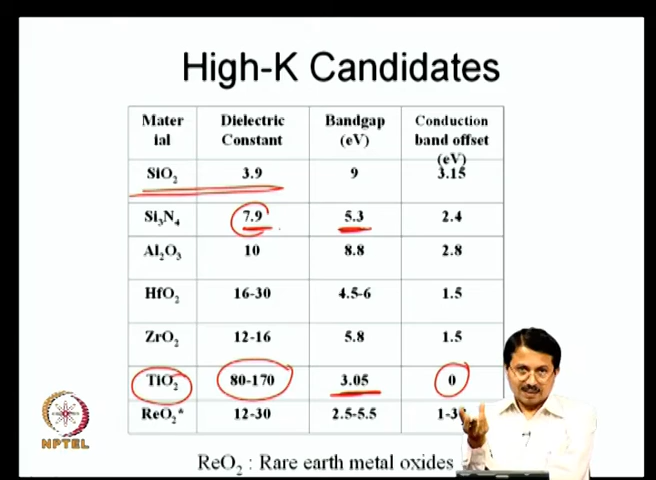 High-K Candidates
Mater Dielectric Bandgap Conduction
ial Constant (eV) band offset
(eV)
SiO₂ 3.9 9 3.15
Si₃N₄ 7.9 5.3 2.4
Al₂O₃ 10 8.8 2.8
HfO₂ 16-30 4.5-6 1.5
ZrO₂ 12-16 5.8 1.5
TiO₂ 80-170 3.05 0
ReO₂* 12-30 2.5-5.5
NPTEL
ReO₂ : Rare earth metal oxides